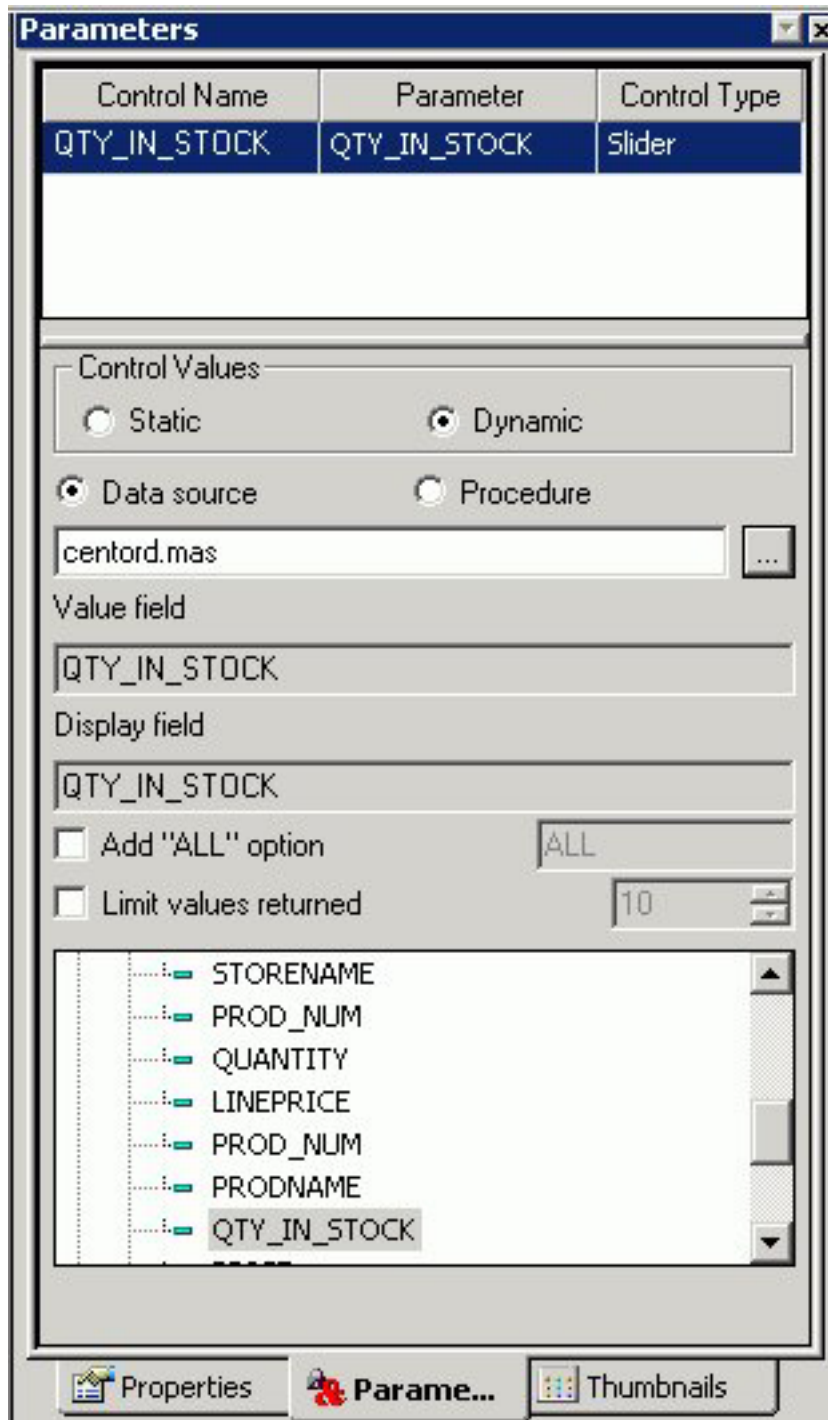 Parameters
Control Name Parameter Control Type
QTY_IN_STOCK QTY_IN_STOCK Slider
Control Values
Static Dynamic
Data source Procedure
centord.mas ...
Value field
QTY_IN_STOCK
Display field
QTY_IN_STOCK
Add "ALL" option ALL
Limit values returned 10
STORENAME
PROD_NUM
QUANTITY
LINEPRICE
PROD_NUM
PRODNAME
QTY_IN_STOCK
Properties Parame... Thumbnails